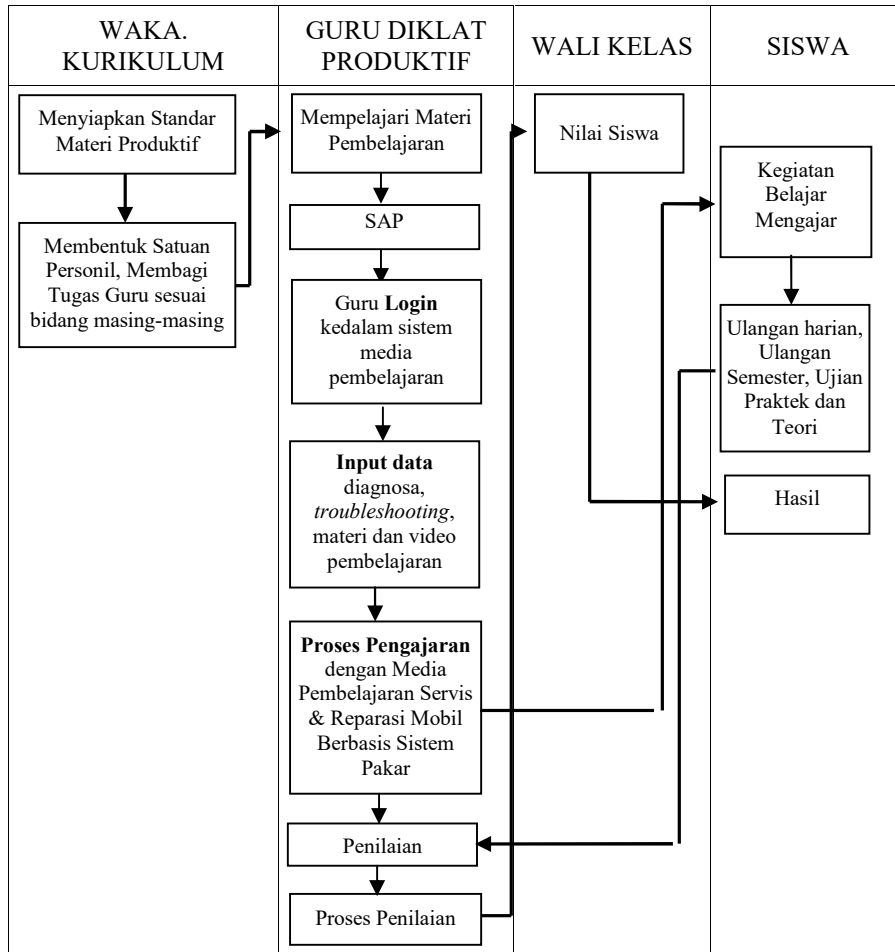 WAKA.
KURIKULUM
GURU DIKLAT
PRODUKTIF
WALI KELAS
SISWA
Menyiapkan Standar
Materi Produktif
Membentuk Satuan
Personil, Membagi
Tugas Guru sesuai
bidang masing-masing
Mempelajari Materi
Pembelajaran
SAP
Guru Login
kedalam sistem
media
pembelajaran
Input data
diagnosa,
troubleshooting,
materi dan video
pembelajaran
Proses Pengajaran
dengan Media
Pembelajaran Servis
& Reparasi Mobil
Berbasis Sistem
Pakar
Penilaian
Proses Penilaian
Nilai Siswa
Kegiatan
Belajar
Mengajar
Ulangan harian,
Ulangan
Semester, Ujian
Praktek dan
Teori
Hasil